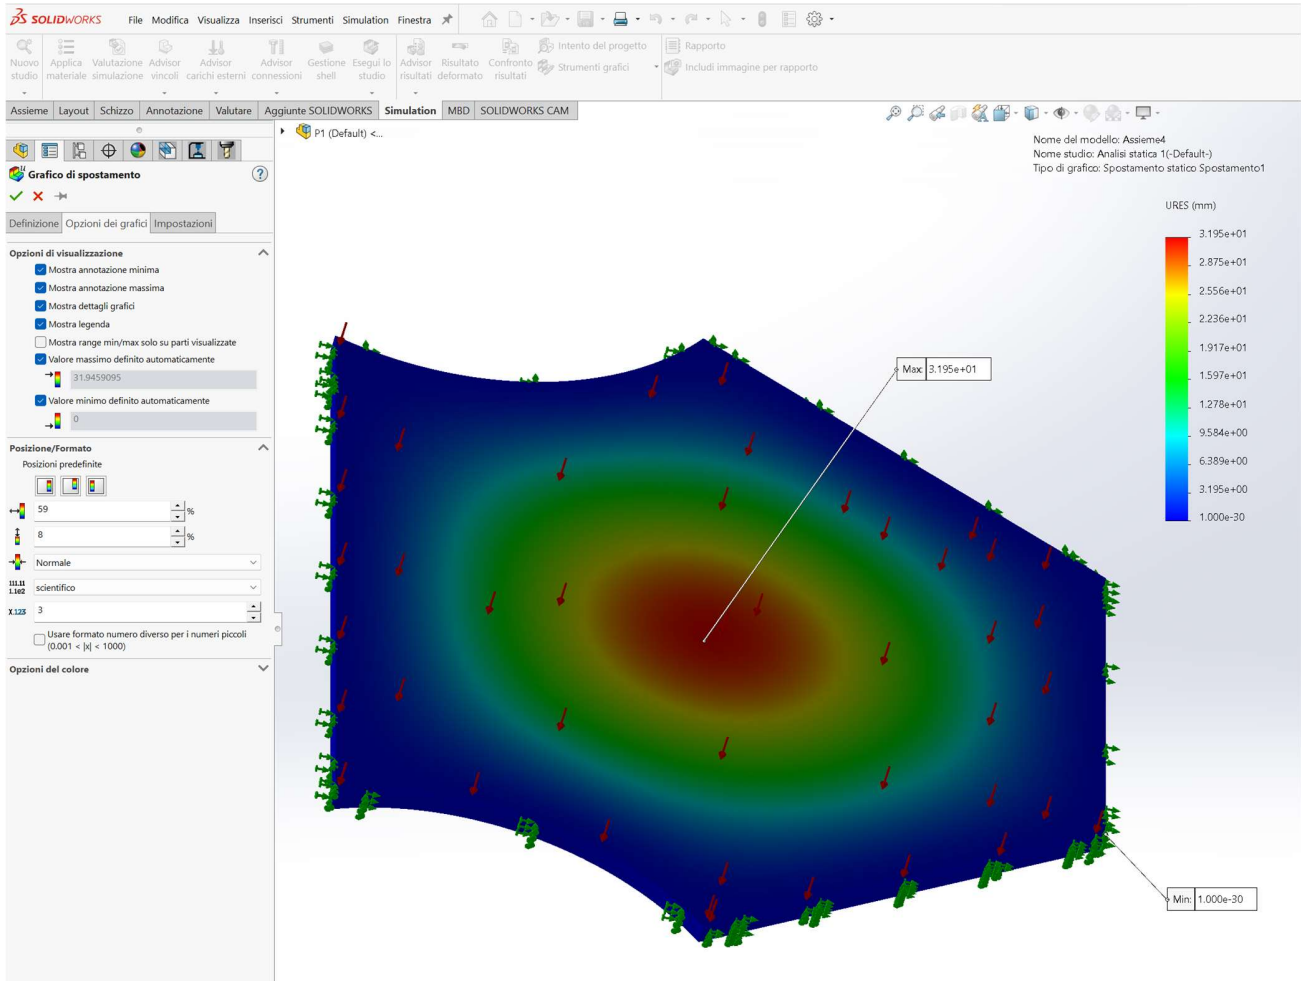 SOLIDWORKS File Modifica Visualizza Inserisci Strumenti Simulation Finestra
Nuovo studio
Applica materiale
Valutazione simulazione
Advisor vincoli
Advisor carichi esterni
Advisor connessioni
Gestione shell
Esegui lo studio
Advisor risultati
Risultato deformato
Confronto risultati
Intento del progetto
Strumenti grafici
Rapporto
Includi immagine per rapporto
Assieme Layout Schizzo Annotazione Valutare Aggiunte SOLIDWORKS Simulation MBD SOLIDWORKS CAM
P1 (Default) <...
Grafico di spostamento
Definizione Opzioni dei grafici Impostazioni
Opzioni di visualizzazione
Mostra annotazione minima
Mostra annotazione massima
Mostra dettagli grafici
Mostra legenda
Mostra range min/max solo su parti visualizzate
Valore massimo definito automaticamente
31.9459095
Valore minimo definito automaticamente
0
Posizione/Formato
Posizioni predefinite
59 %
8 %
Normale
111.11
1.1e2
scientifico
x.123 3
Usare formato numero diverso per i numeri piccoli
(0.001 < |x| < 1000)
Opzioni del colore
Nome del modello: Assieme4
Nome studio: Analisi statica 1(-Default-)
Tipo di grafico: Spostamento statico Spostamento1
URES (mm)
3.195e+01
2.875e+01
2.556e+01
2.236e+01
1.917e+01
1.597e+01
1.278e+01
9.584e+00
6.389e+00
3.195e+00
1.000e-30
Max: 3.195e+01
Min: 1.000e-30